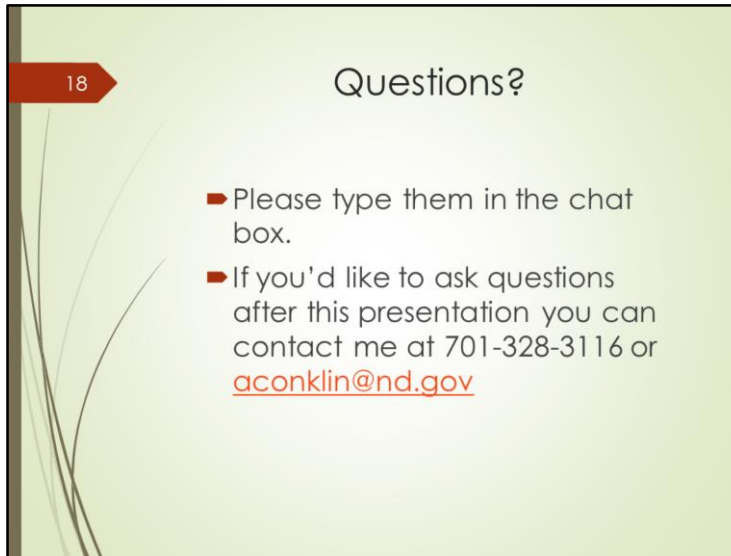 18
Questions?
Please type them in the chat
box.
If you'd like to ask questions
after this presentation you can
contact me at 701-328-3116 or
aconklin@nd.gov